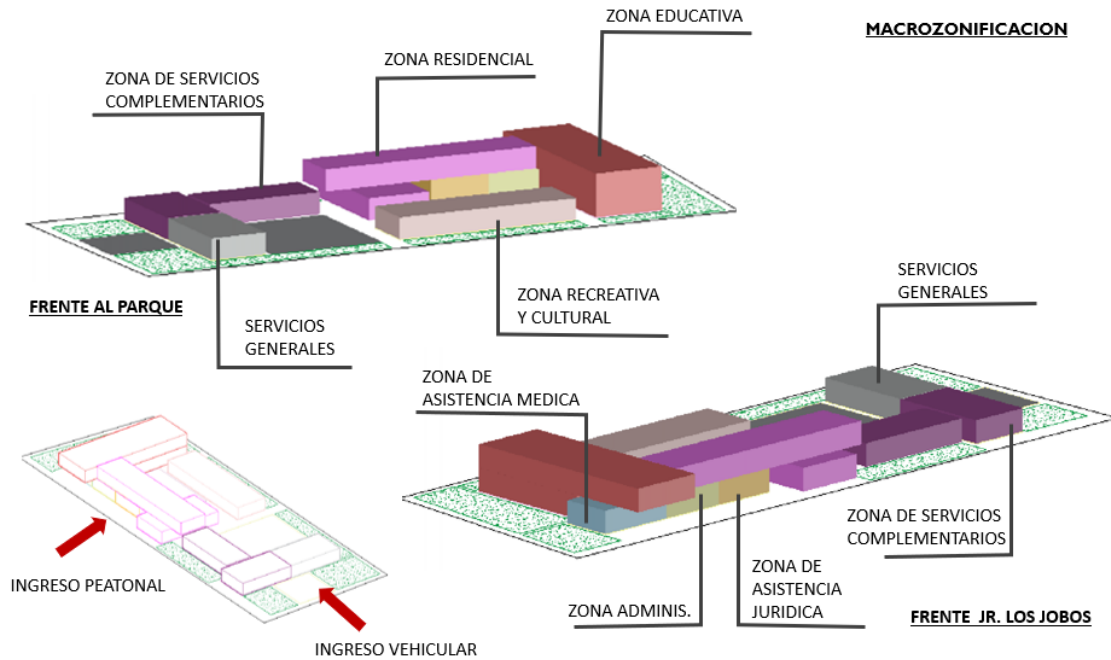 MACROZONIFICACION
ZONA EDUCATIVA
ZONA RESIDENCIAL
ZONA DE SERVICIOS
COMPLEMENTARIOS
FRENTE AL PARQUE
SERVICIOS
GENERALES
ZONA RECREATIVA
Y CULTURAL
SERVICIOS
GENERALES
ZONA DE
ASISTENCIA MEDICA
ZONA DE SERVICIOS
COMPLEMENTARIOS
ZONA DE
ASISTENCIA
JURIDICA
ZONA ADMINIS.
FRENTE JR. LOS JOBOS
INGRESO PEATONAL
INGRESO VEHICULAR